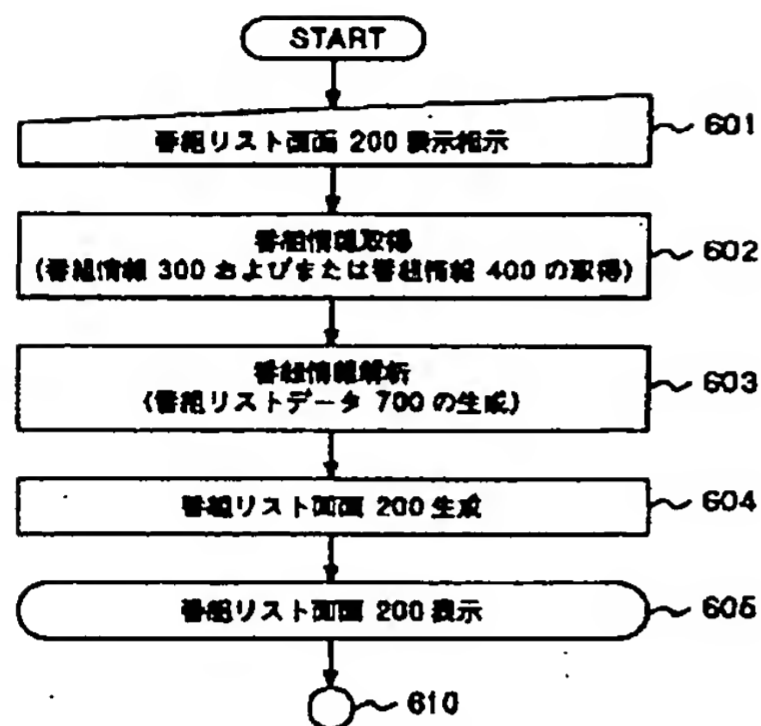 START
番組リスト画面 200 表示指示
601
番組情報取得
(番組情報 300 およびまたは番組情報 400 の取得)
602
番組情報解析
(番組リストデータ 700 の生成)
603
番組リスト画面 200 生成
604
番組リスト画面 200 表示
605
610